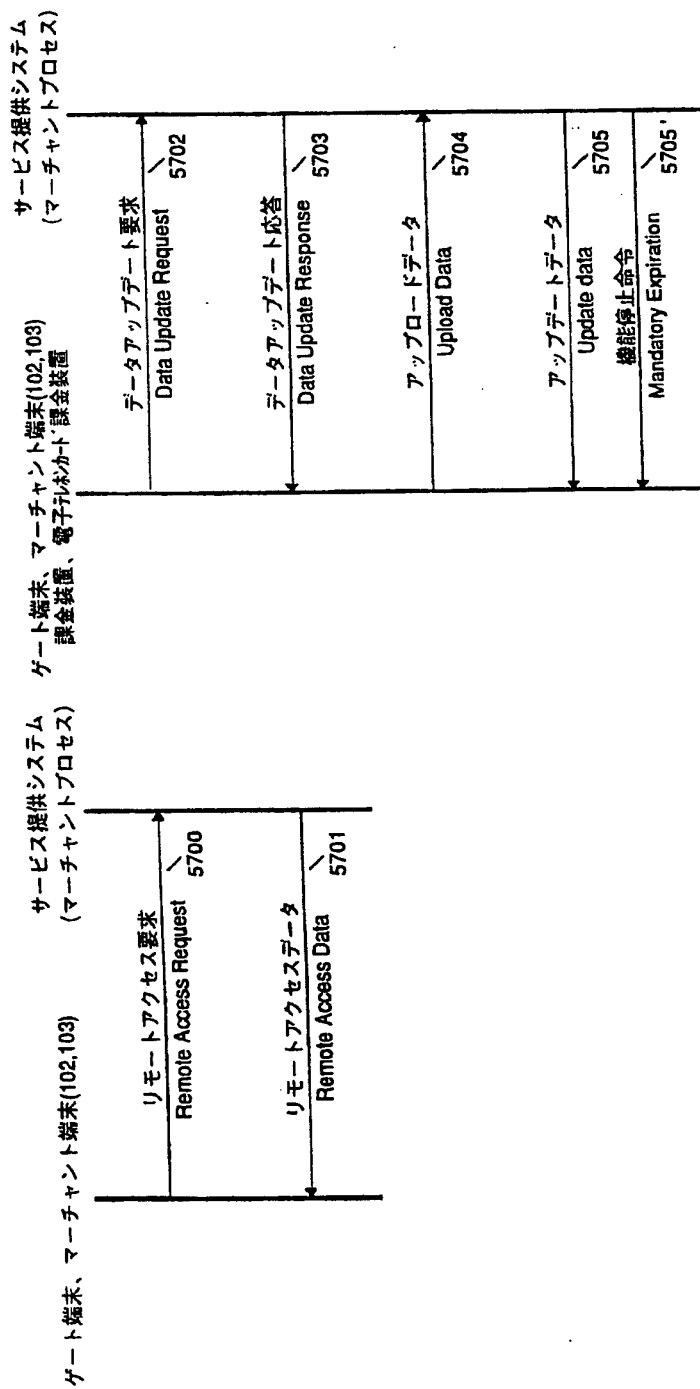 ゲート端末、マーチャント端末(102,103)
サービス提供システム
(マーチャントプロセス)
リモートアクセス要求
Remote Access Request
5700
リモートアクセスデータ
Remote Access Data
5701
ゲート端末、マーチャント端末(102,103)
課金装置、電子テレホンカード課金装置
サービス提供システム
(マーチャントプロセス)
データアップデート要求
Data Update Request
5702
データアップデート応答
Data Update Response
5703
アップロードデータ
Upload Data
5704
アップデートデータ
Update data
5705
機能停止命令
Mandatory Expiration
5705'